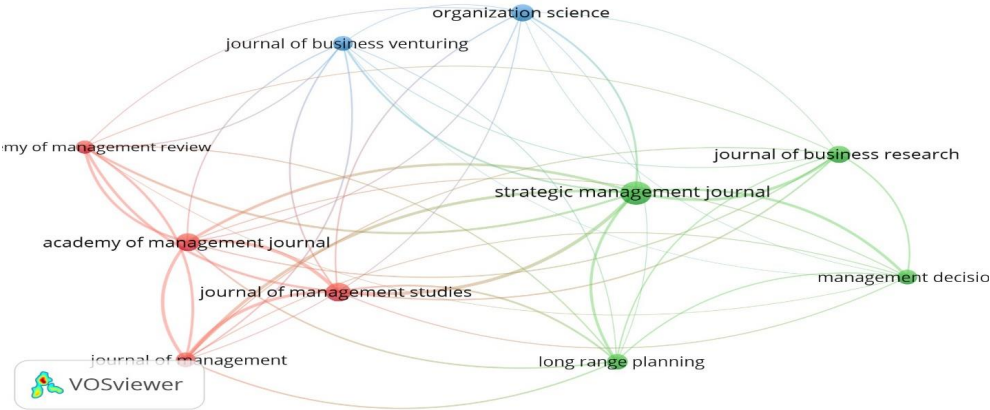 organization science
journal of business venturing
my of management review
journal of business research
strategic management journal
academy of management journal
management decisio
journal of management studies
journal of management
long range planning
VOSviewer